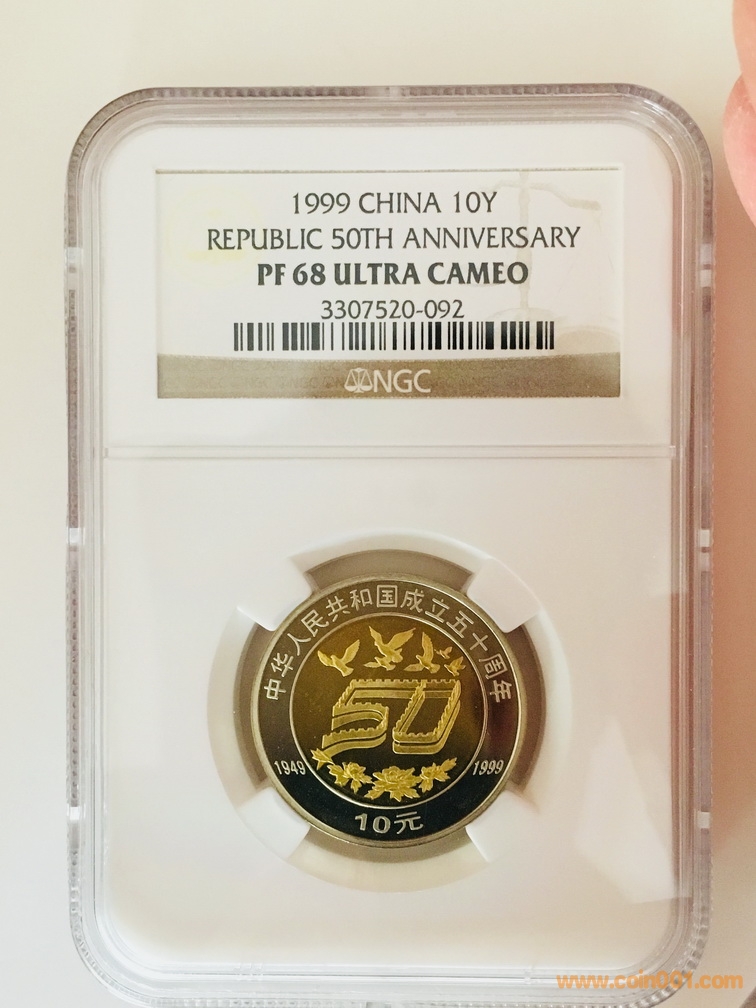 1999 CHINA 10Y
REPUBLIC 50TH ANNIVERSARY
PF 68 ULTRA CAMEO
3307520-092
NGC
中华人民共和国成立五十周年
50
1949 1999
10元
www.coin001.com